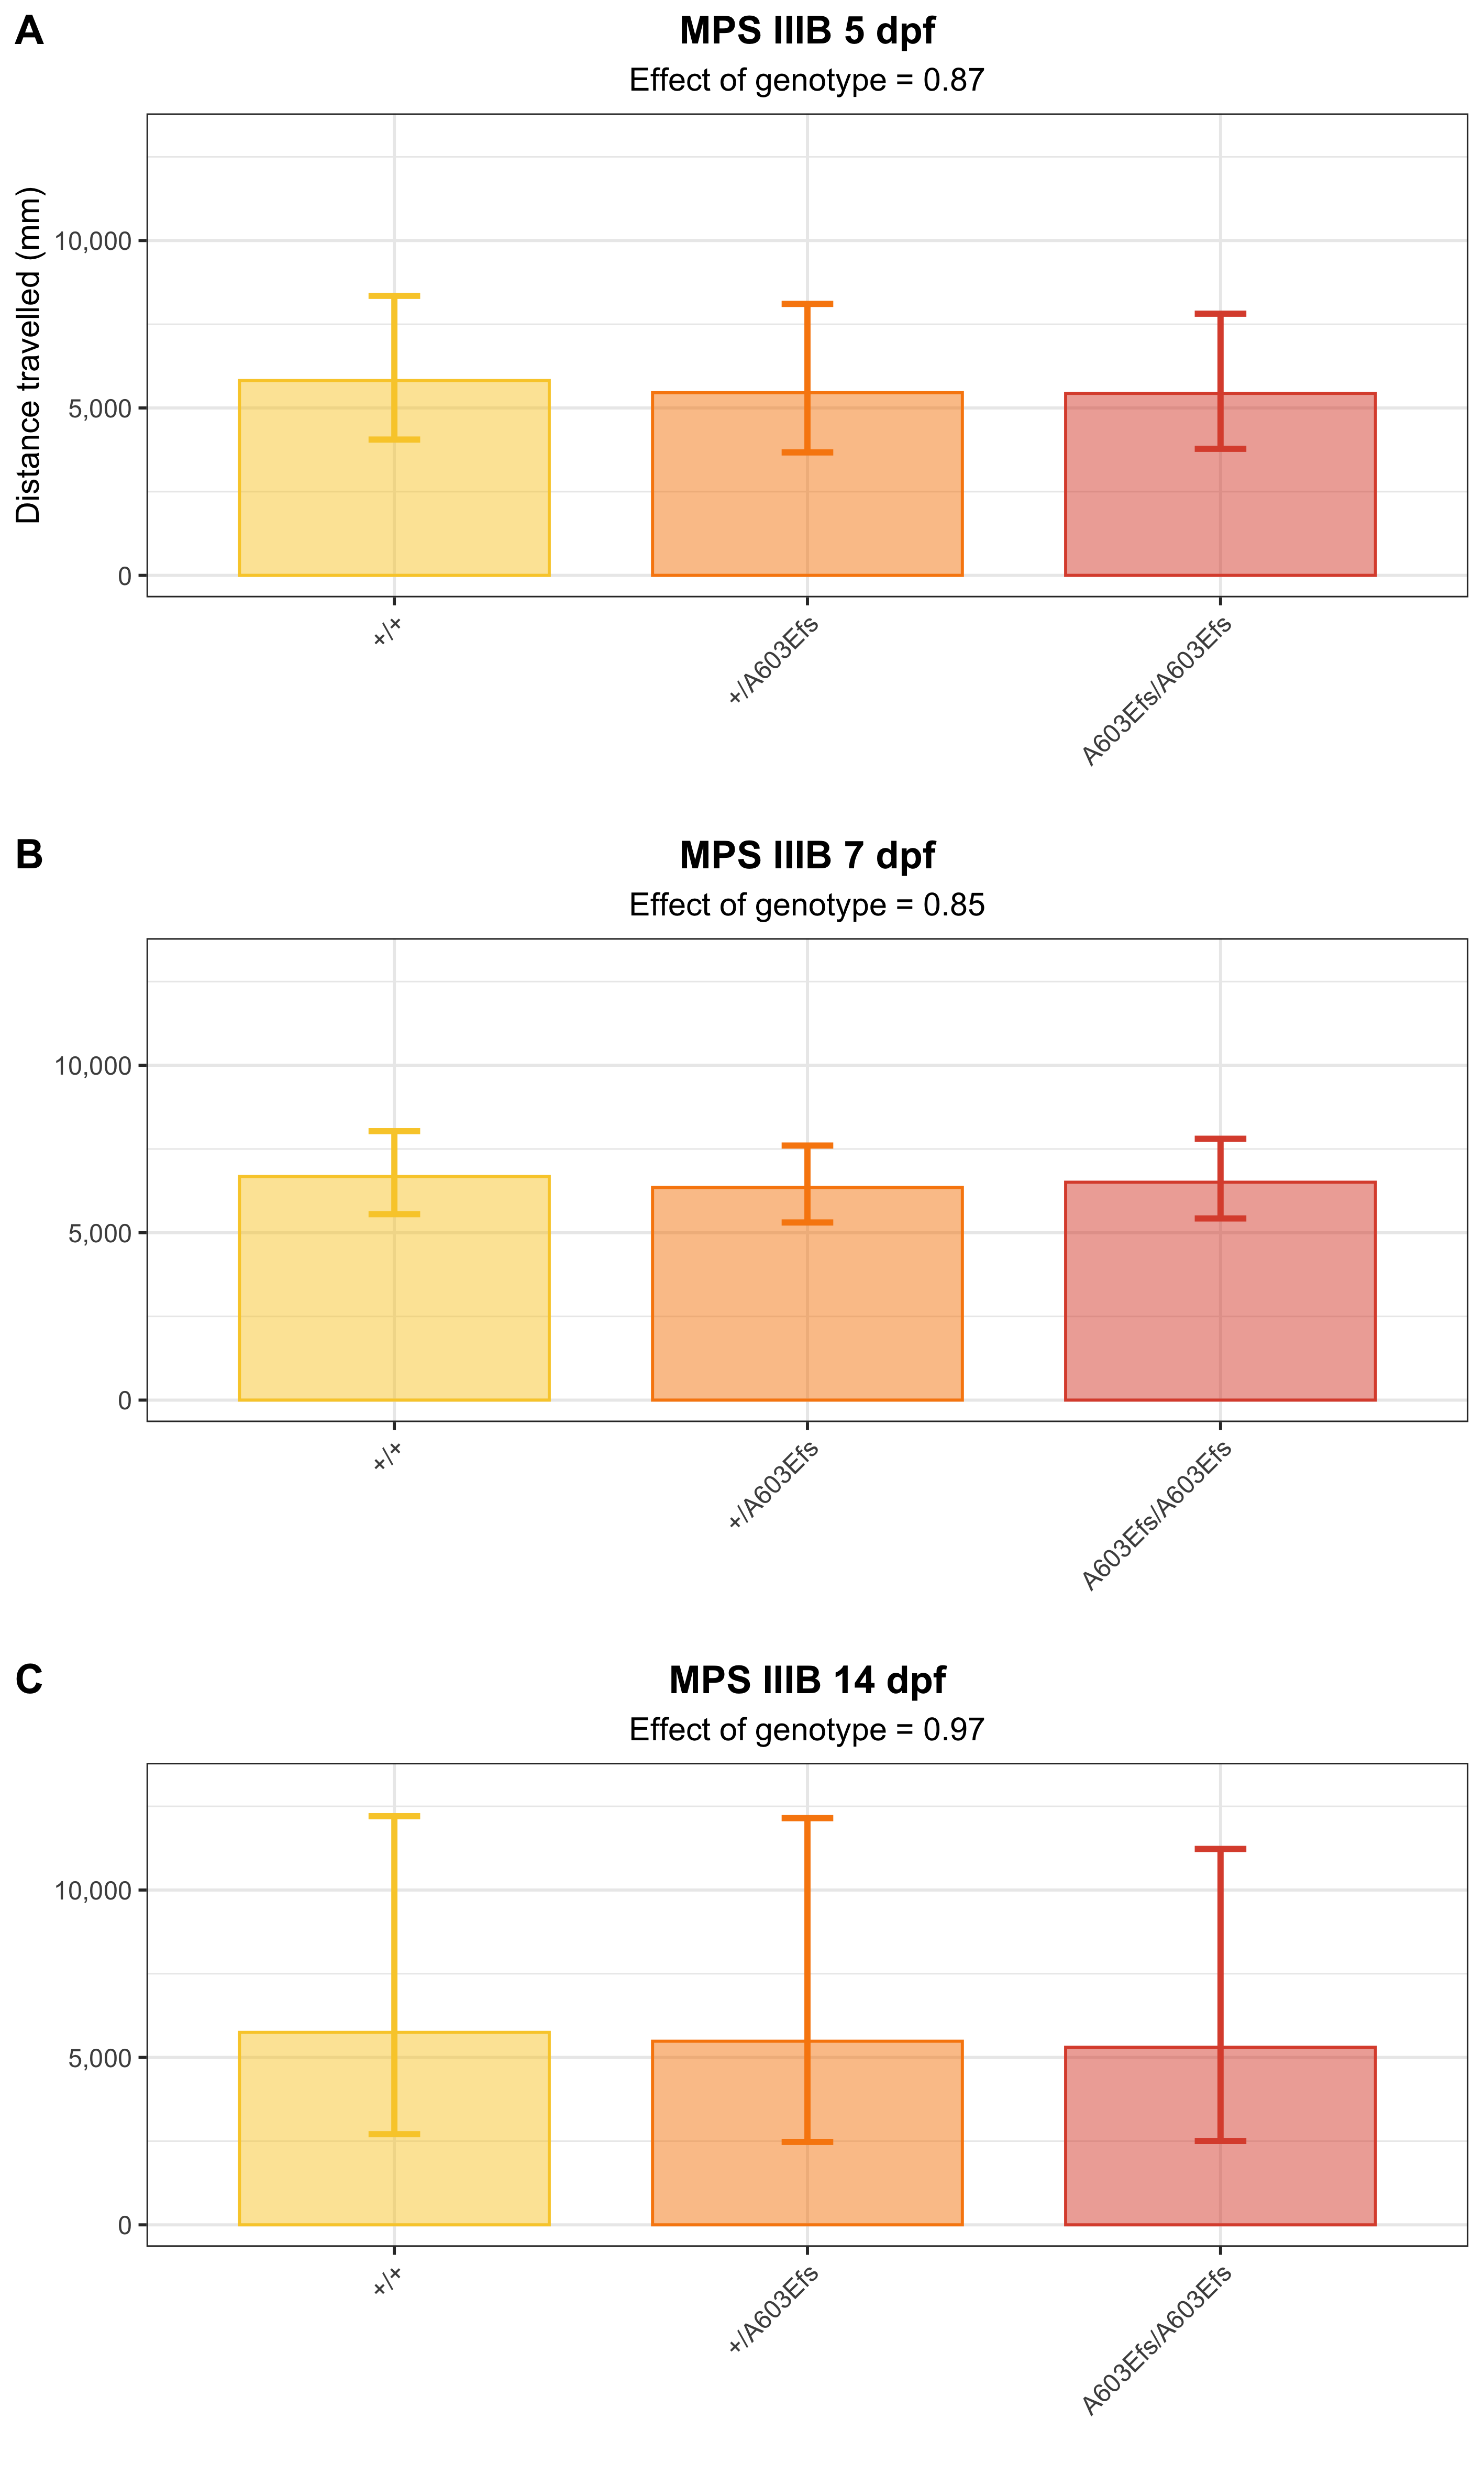 A
MPS IIIB 5 dpf
Effect of genotype = 0.87
Distance travelled (mm)
10,000
5,000
0
+/+
+/A603Efs
A603Efs/A603Efs
B
MPS IIIB 7 dpf
Effect of genotype = 0.85
10,000
5,000
0
+/+
+/A603Efs
A603Efs/A603Efs
C
MPS IIIB 14 dpf
Effect of genotype = 0.97
10,000
5,000
0
+/+
+/A603Efs
A603Efs/A603Efs